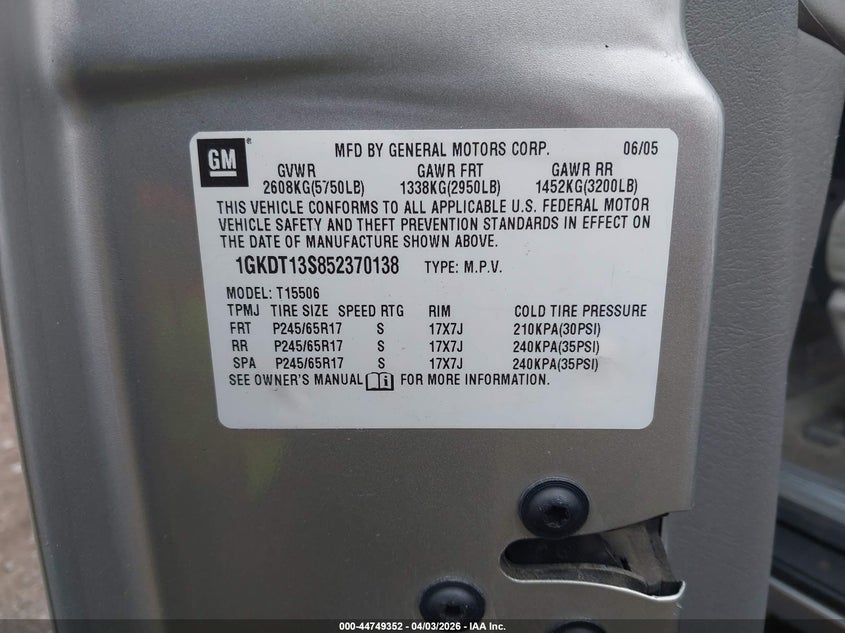 GM ® MFD BY GENERAL MOTORS CORP. 06/05
GVWR GAWR FRT GAWR RR
2608KG(5750LB) 1338KG(2950LB) 1452KG(3200LB)
THIS VEHICLE CONFORMS TO ALL APPLICABLE U.S. FEDERAL MOTOR
VEHICLE SAFETY AND THEFT PREVENTION STANDARDS IN EFFECT ON
THE DATE OF MANUFACTURE SHOWN ABOVE.
1GKDT13S852370138 TYPE: M.P.V.
MODEL: T15506
TPMJ TIRE SIZE SPEED RTG RIM COLD TIRE PRESSURE
FRT P245/65R17 S 17X7J 210KPA(30PSI)
RR P245/65R17 S 17X7J 240KPA(35PSI)
SPA P245/65R17 S 17X7J 240KPA(35PSI)
SEE OWNER'S MANUAL i FOR MORE INFORMATION.
000-44749352 - 04/03/2026 - IAA Inc.